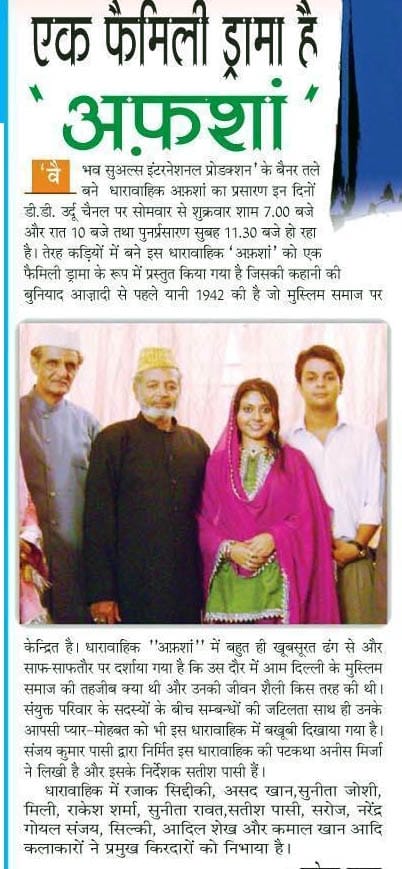 एक फैमिली ड्रामा है
'अफ़शां'
'वैभव सुअल्स इंटरनेशनल प्रोडक्शन' के बैनर तले
बने धारावाहिक अफ़शां का प्रसारण इन दिनों
डी.डी. उर्दू चैनल पर सोमवार से शुक्रवार शाम 7.00 बजे
और रात 10 बजे तथा पुनर्प्रसारण सुबह 11.30 बजे हो रहा
है। तेरह कड़ियों में बने इस धारावाहिक 'अफ़शां' को एक
फैमिली ड्रामा के रूप में प्रस्तुत किया गया है जिसकी कहानी की
बुनियाद आज़ादी से पहले यानी 1942 की है जो मुस्लिम समाज पर
केन्द्रित है। धारावाहिक ''अफ़शां'' में बहुत ही खूबसूरत ढंग से और
साफ-साफतौर पर दर्शाया गया है कि उस दौर में आम दिल्ली के मुस्लिम
समाज की तहजीब क्या थी और उनकी जीवन शैली किस तरह की थी।
संयुक्त परिवार के सदस्यों के बीच सम्बन्धों की जटिलता साथ ही उनके
आपसी प्यार-मोहबत को भी इस धारावाहिक में बखूबी दिखाया गया है।
संजय कुमार पासी द्वारा निर्मित इस धारावाहिक की पटकथा अनीस मिर्जा
ने लिखी है और इसके निर्देशक सतीश पासी हैं।
धारावाहिक में रजाक सिद्दीकी, असद खान,सुनीता जोशी,
मिली, राकेश शर्मा, सुनीता रावत,सतीश पासी, सरोज, नरेंद्र
गोयल संजय, सिल्की, आदिल शेख और कमाल खान आदि
कलाकारों ने प्रमुख किरदारों को निभाया है।